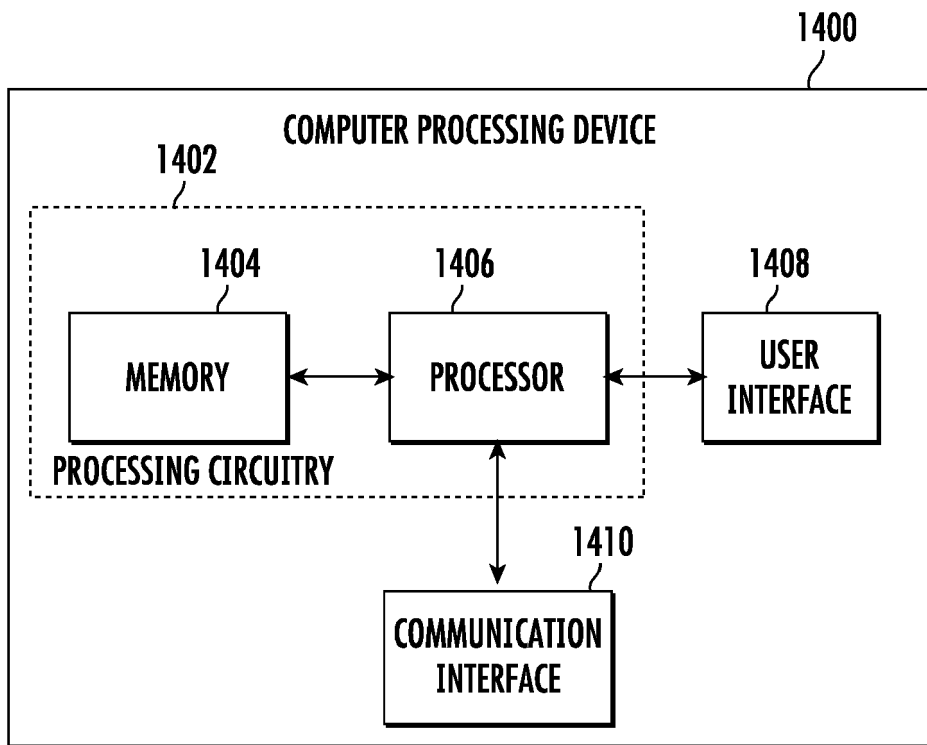 1400
COMPUTER PROCESSING DEVICE
1402
1404
1406
1408
MEMORY
PROCESSOR
USER
INTERFACE
PROCESSING CIRCUITRY
1410
COMMUNICATION
INTERFACE